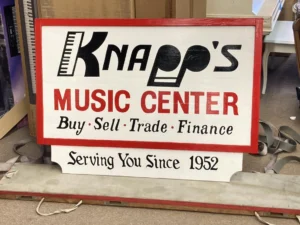 KNAPP'S
MUSIC CENTER
Buy · Sell · Trade · Finance
Serving You Since 1952